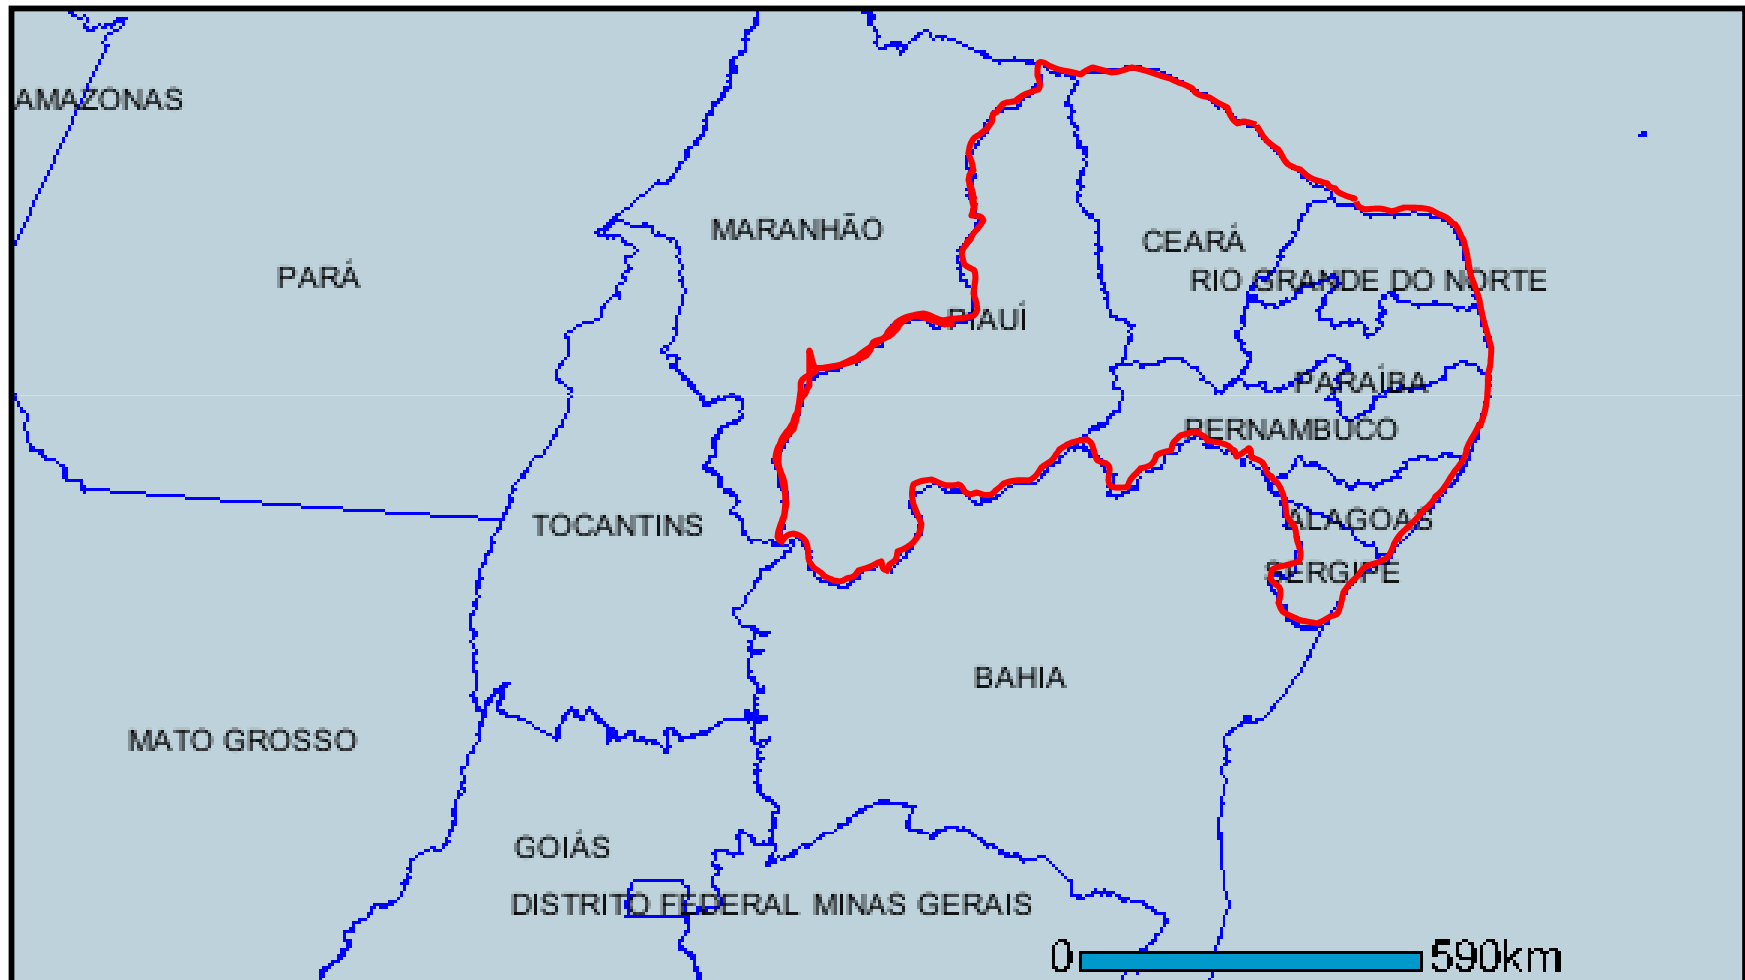 AMAZONAS
MARANHÃO
CEARÁ
PARÁ
RIO GRANDE DO NORTE
PIAUÍ
PARAÍBA
PERNAMBUCO
TOCANTINS
ALAGOAS
SERGIPE
BAHIA
MATO GROSSO
GOIÁS
DISTRITO FEDERAL
MINAS GERAIS
0 590km